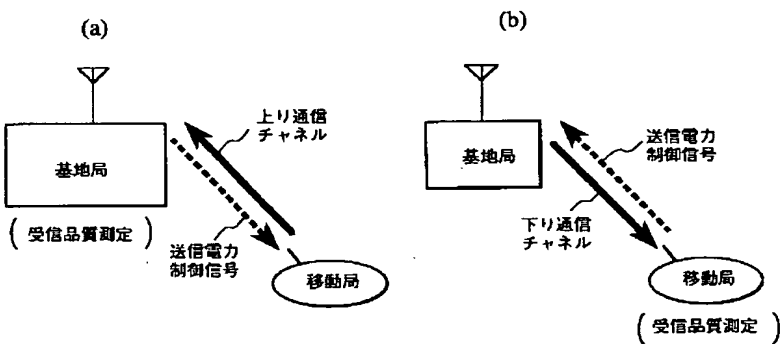 (a)
上り通信
チャネル
基地局
(受信品質測定)
送信電力
制御信号
移動局
(b)
送信電力
制御信号
基地局
下り通信
チャネル
移動局
(受信品質測定)